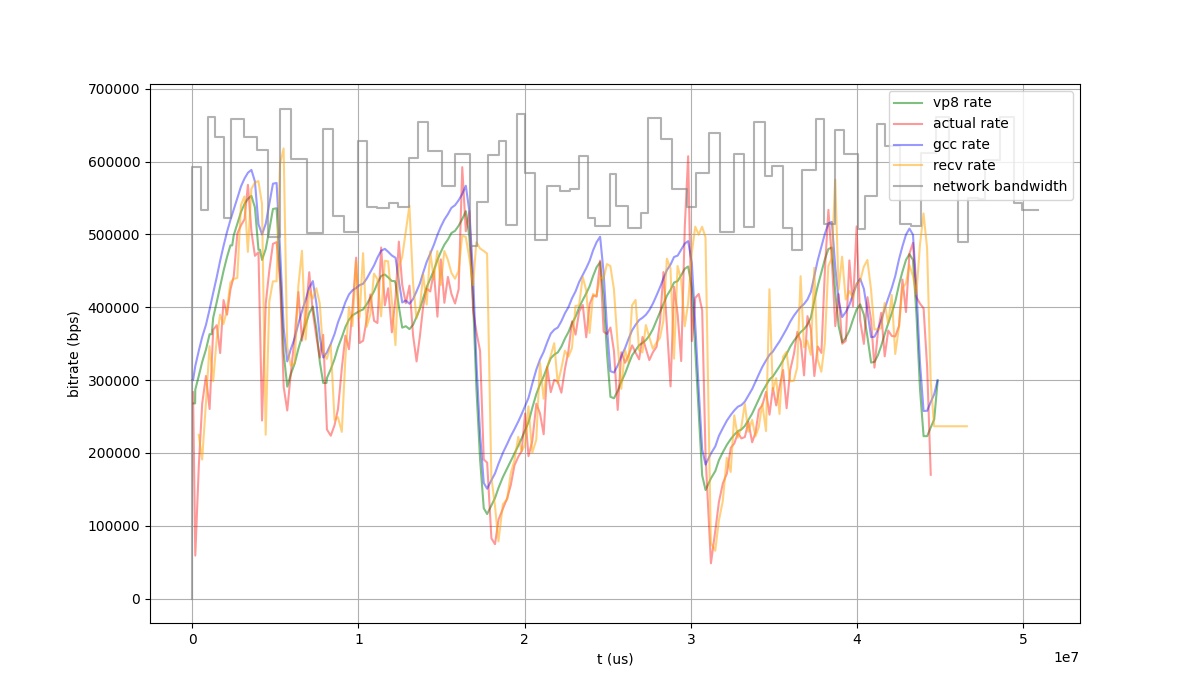 700000
600000
500000
400000
300000
200000
100000
0
bitrate (bps)
vp8 rate
actual rate
gcc rate
recv rate
network bandwidth
0 1 2 3 4 5
1e7
t (us)